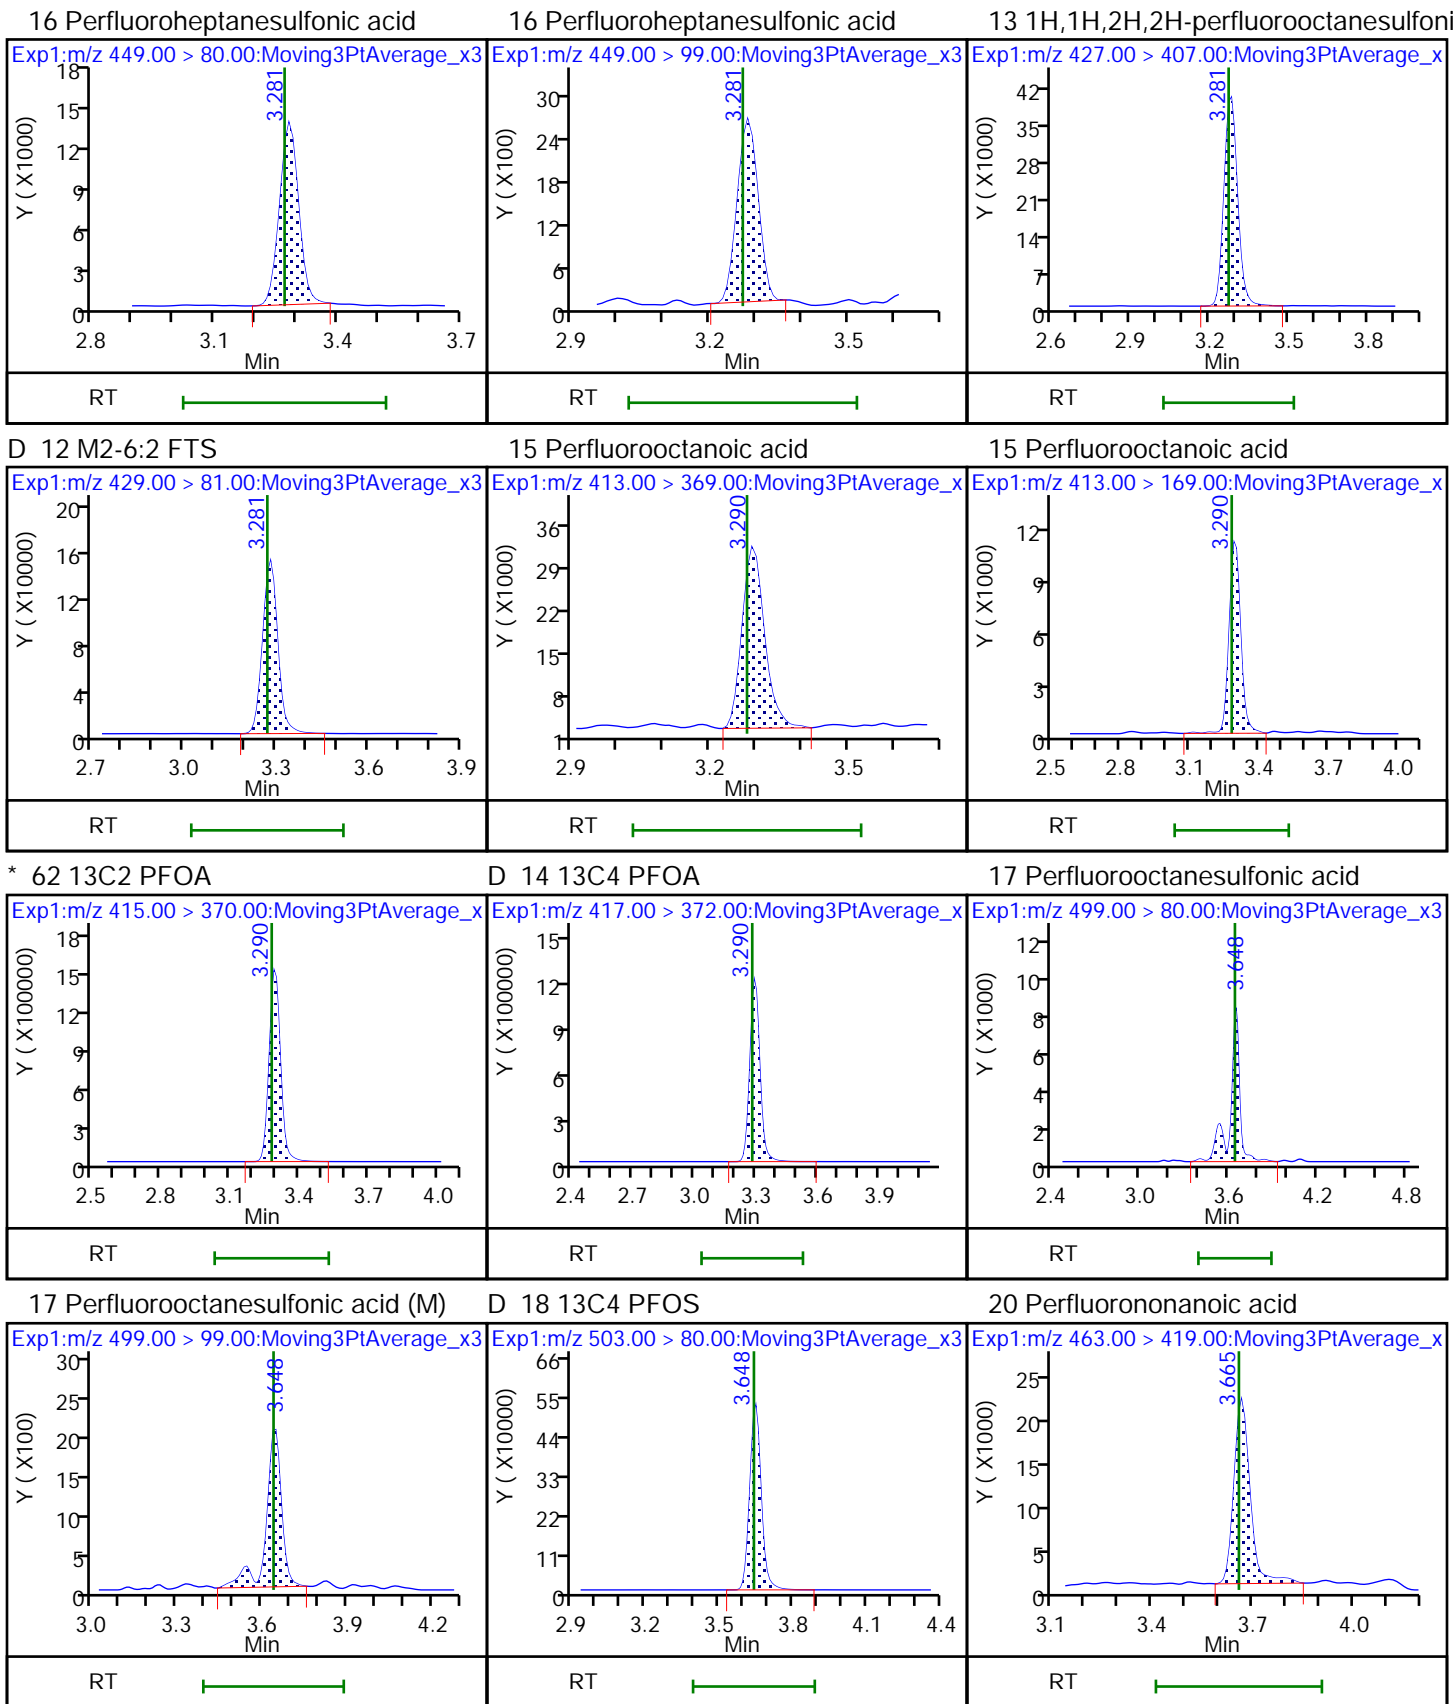 16 Perfluoroheptanesulfonic acid
Exp1:m/z 449.00 > 80.00:Moving3PtAverage_x3
Y ( X1000)
18
15
12
9
6
3
0
3.281
2.8 3.1 3.4 3.7
Min
RT
16 Perfluoroheptanesulfonic acid
Exp1:m/z 449.00 > 99.00:Moving3PtAverage_x3
Y ( X100)
30
24
18
12
6
0
3.281
2.9 3.2 3.5
Min
RT
13 1H,1H,2H,2H-perfluorooctanesulfoni
Exp1:m/z 427.00 > 407.00:Moving3PtAverage_x
Y ( X1000)
42
35
28
21
14
7
0
3.281
2.6 2.9 3.2 3.5 3.8
Min
RT
D 12 M2-6:2 FTS
Exp1:m/z 429.00 > 81.00:Moving3PtAverage_x3
Y ( X10000)
20
16
12
8
4
0
3.281
2.7 3.0 3.3 3.6 3.9
Min
RT
15 Perfluorooctanoic acid
Exp1:m/z 413.00 > 369.00:Moving3PtAverage_x
Y ( X1000)
36
29
22
15
8
1
3.290
2.9 3.2 3.5
Min
RT
15 Perfluorooctanoic acid
Exp1:m/z 413.00 > 169.00:Moving3PtAverage_x
Y ( X1000)
12
9
6
3
0
3.290
2.5 2.8 3.1 3.4 3.7 4.0
Min
RT
* 62 13C2 PFOA
Exp1:m/z 415.00 > 370.00:Moving3PtAverage_x
Y ( X100000)
18
15
12
9
6
3
0
3.290
2.5 2.8 3.1 3.4 3.7 4.0
Min
RT
D 14 13C4 PFOA
Exp1:m/z 417.00 > 372.00:Moving3PtAverage_x
Y ( X100000)
15
12
9
6
3
0
3.290
2.4 2.7 3.0 3.3 3.6 3.9
Min
RT
17 Perfluorooctanesulfonic acid
Exp1:m/z 499.00 > 80.00:Moving3PtAverage_x3
Y ( X1000)
12
10
8
6
4
2
0
3.648
2.4 3.0 3.6 4.2 4.8
Min
RT
17 Perfluorooctanesulfonic acid (M)
Exp1:m/z 499.00 > 99.00:Moving3PtAverage_x3
Y ( X100)
30
25
20
15
10
5
0
3.648
3.0 3.3 3.6 3.9 4.2
Min
RT
D 18 13C4 PFOS
Exp1:m/z 503.00 > 80.00:Moving3PtAverage_x3
Y ( X10000)
66
55
44
33
22
11
0
3.648
2.9 3.2 3.5 3.8 4.1 4.4
Min
RT
20 Perfluorononanoic acid
Exp1:m/z 463.00 > 419.00:Moving3PtAverage_x
Y ( X1000)
25
20
15
10
5
0
3.665
3.1 3.4 3.7 4.0
Min
RT